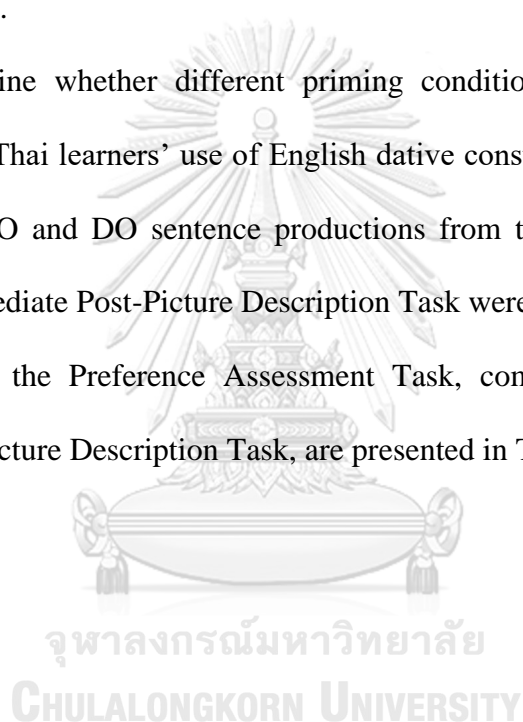 .
ine whether different priming conditio
Thai learners’ use of English dative cons
O and DO sentence productions from t
ediate Post-Picture Description Task were
the Preference Assessment Task, con
icture Description Task, are presented in T
จุฬาลงกรณ์มหาวิทยาลัย
CHULALONGKORN UNIVERSITY